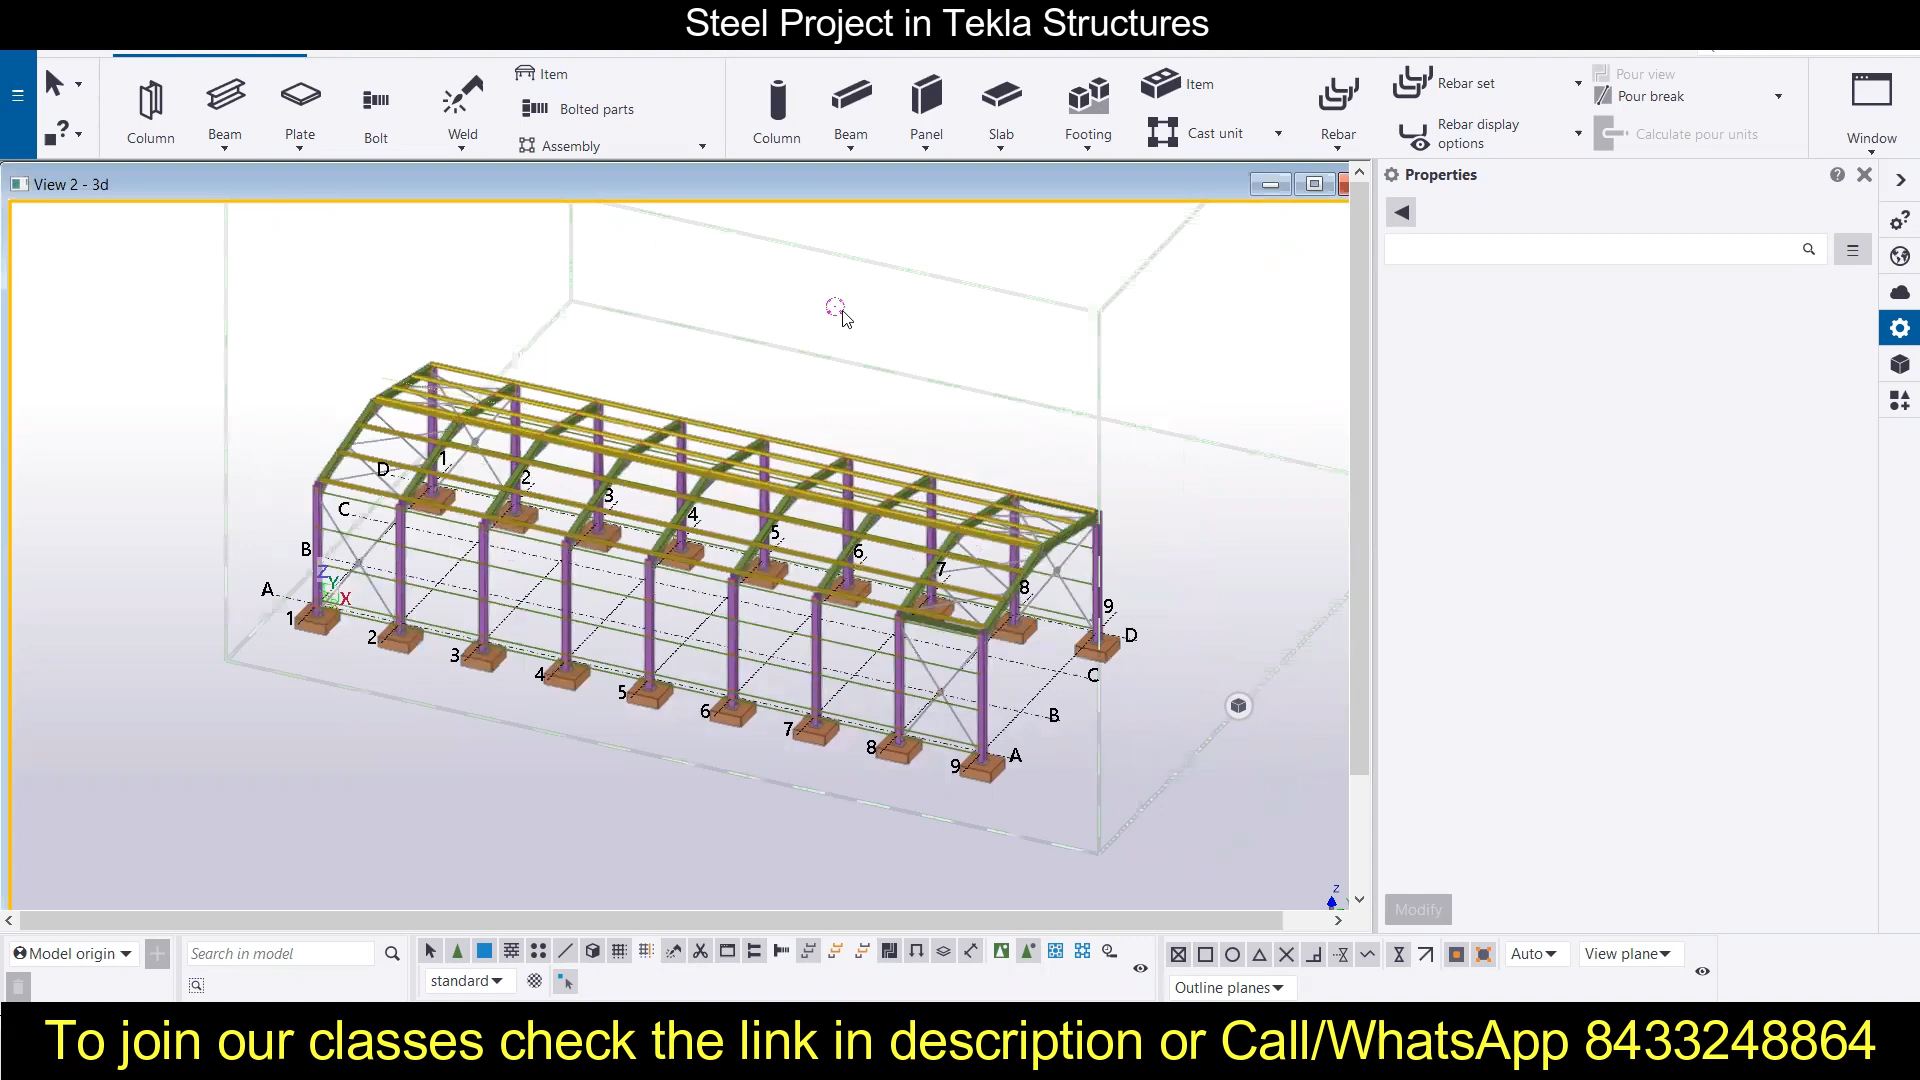 Steel Project in Tekla Structures
Column
Beam
Plate
Bolt
Weld
Item
Bolted parts
Assembly
Column
Beam
Panel
Slab
Footing
Item
Cast unit
Rebar
Rebar set
Rebar display
options
Pour view
Pour break
Calculate pour units
Window
View 2 - 3d
Properties
D
1
2
C
3
4
B
5
6
A
Z
Y
X
7
8
1
9
2
D
3
C
4
5
6
B
7
8
A
9
z
Modify
Model origin
Search in model
standard
Auto
View plane
Outline planes
To join our classes check the link in description or Call/WhatsApp 8433248864